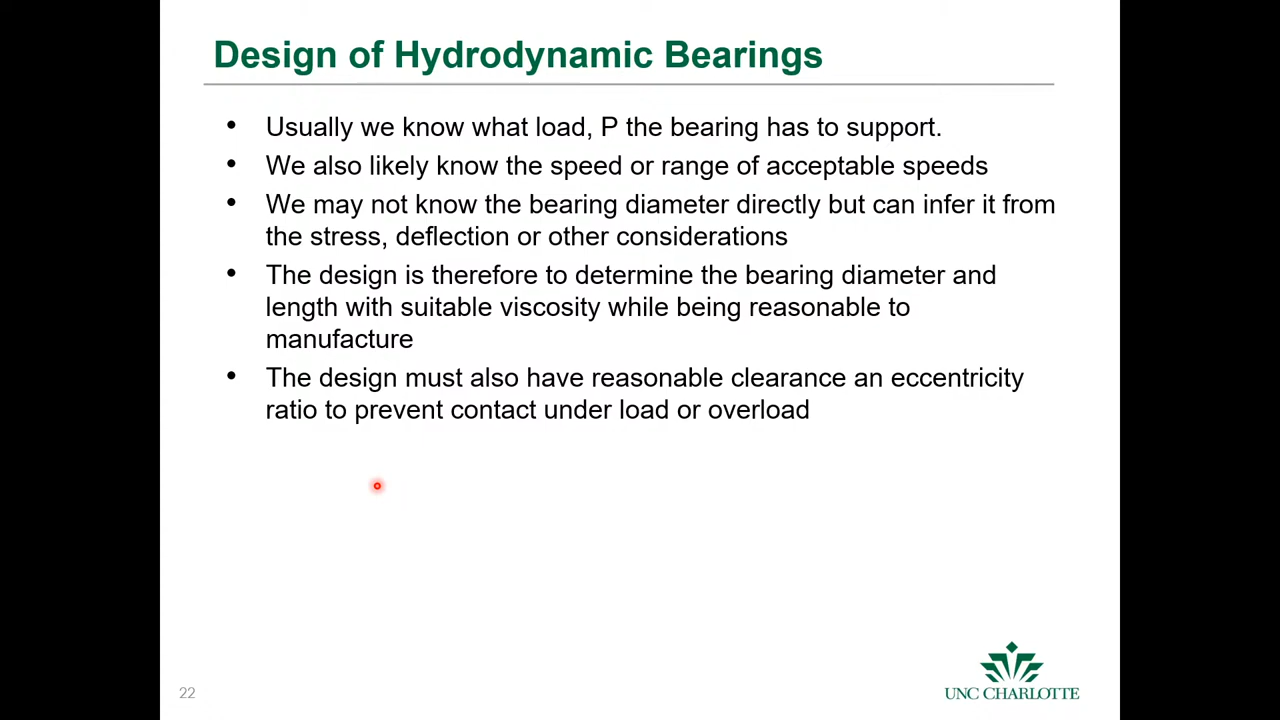 Design of Hydrodynamic Bearings
• Usually we know what load, P the bearing has to support.
• We also likely know the speed or range of acceptable speeds
• We may not know the bearing diameter directly but can infer it from
the stress, deflection or other considerations
• The design is therefore to determine the bearing diameter and
length with suitable viscosity while being reasonable to
manufacture
• The design must also have reasonable clearance an eccentricity
ratio to prevent contact under load or overload
22
UNC CHARLOTTE